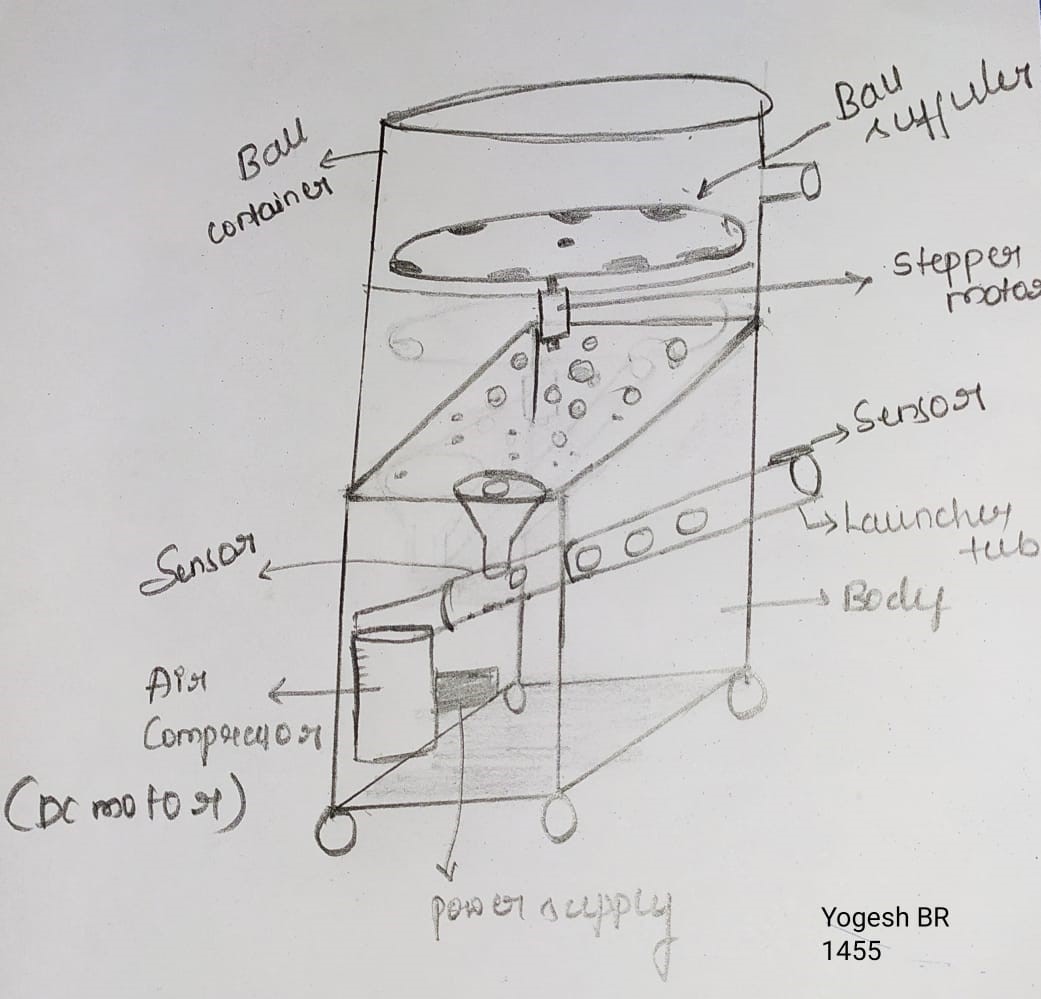 Ball
suffuler
Ball
container
Stepper
motor
Sensor
Launcher
tub
Sensor
Body
Air
Compressor
(DC motor)
power supply
Yogesh BR
1455